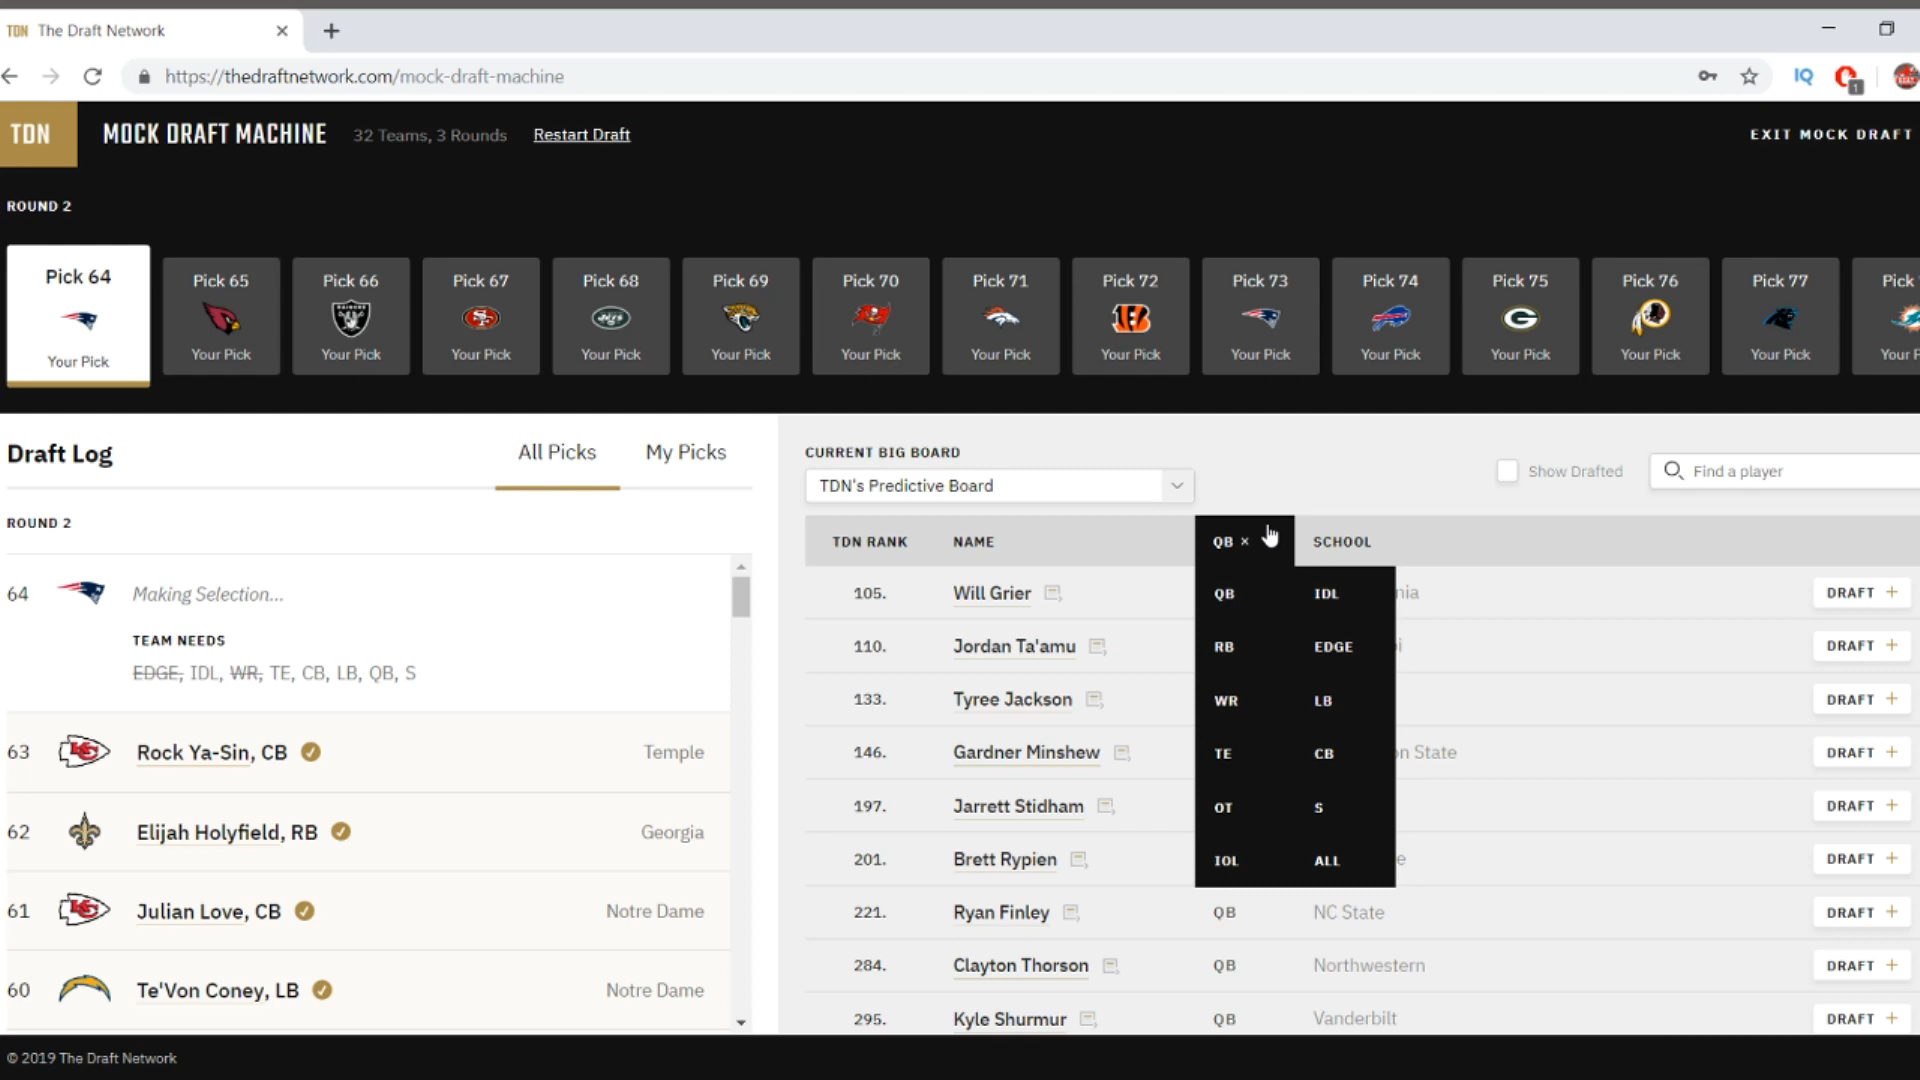 TDN The Draft Network
https://thedraftnetwork.com/mock-draft-machine
IQ
1
TDN MOCK DRAFT MACHINE 32 Teams, 3 Rounds Restart Draft EXIT MOCK DRAFT
ROUND 2
Pick 64 Pick 65 Pick 66 Pick 67 Pick 68 Pick 69 Pick 70 Pick 71 Pick 72 Pick 73 Pick 74 Pick 75 Pick 76 Pick 77 Pick
Your Pick Your Pick Your Pick Your Pick Your Pick Your Pick Your Pick Your Pick Your Pick Your Pick Your Pick Your Pick Your Pick Your Pick Your P
Draft Log All Picks My Picks
ROUND 2
64 Making Selection...
TEAM NEEDS
EDGE, IDL, WR, TE, CB, LB, QB, S
63 Rock Ya-Sin, CB Temple
62 Elijah Holyfield, RB Georgia
61 Julian Love, CB Notre Dame
60 Te'Von Coney, LB Notre Dame
CURRENT BIG BOARD
TDN's Predictive Board Show Drafted Find a player
TDN RANK NAME QB × SCHOOL
105. Will Grier QB IDL nia DRAFT +
110. Jordan Ta'amu RB EDGE i DRAFT +
133. Tyree Jackson WR LB DRAFT +
146. Gardner Minshew TE CB n State DRAFT +
197. Jarrett Stidham OT S DRAFT +
201. Brett Rypien IOL ALL e DRAFT +
221. Ryan Finley QB NC State DRAFT +
284. Clayton Thorson QB Northwestern DRAFT +
295. Kyle Shurmur QB Vanderbilt DRAFT +
© 2019 The Draft Network